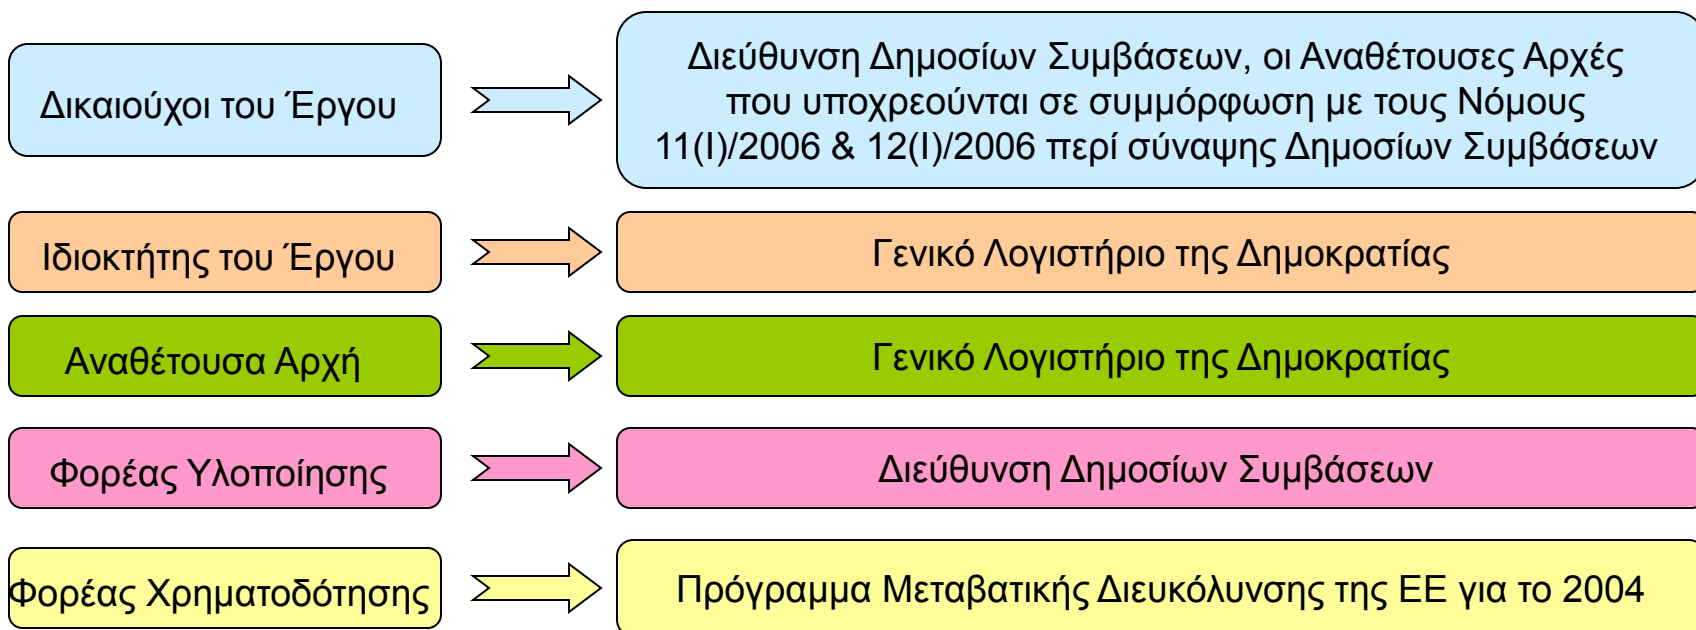 Δικαιούχοι του Έργου
Διεύθυνση Δημοσίων Συμβάσεων, οι Αναθέτουσες Αρχές
που υποχρεούνται σε συμμόρφωση με τους Νόμους
11(Ι)/2006 & 12(Ι)/2006 περί σύναψης Δημοσίων Συμβάσεων
Ιδιοκτήτης του Έργου
Γενικό Λογιστήριο της Δημοκρατίας
Αναθέτουσα Αρχή
Γενικό Λογιστήριο της Δημοκρατίας
Φορέας Υλοποίησης
Διεύθυνση Δημοσίων Συμβάσεων
Φορέας Χρηματοδότησης
Πρόγραμμα Μεταβατικής Διευκόλυνσης της ΕΕ για το 2004